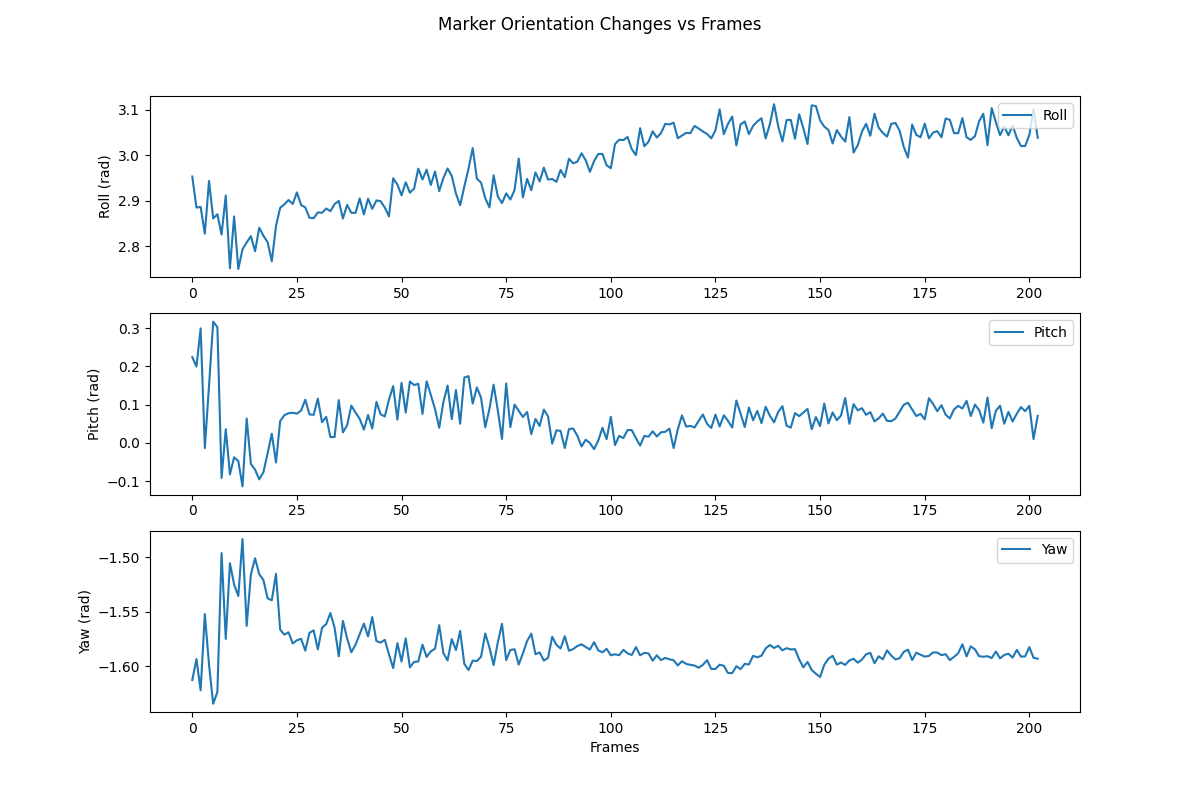 Marker Orientation Changes vs Frames
3.1
3.0
2.9
2.8
Roll (rad)
Roll
0 25 50 75 100 125 150 175 200
0.3
0.2
0.1
0.0
−0.1
Pitch (rad)
Pitch
0 25 50 75 100 125 150 175 200
−1.50
−1.55
−1.60
Yaw (rad)
Yaw
0 25 50 75 100 125 150 175 200
Frames